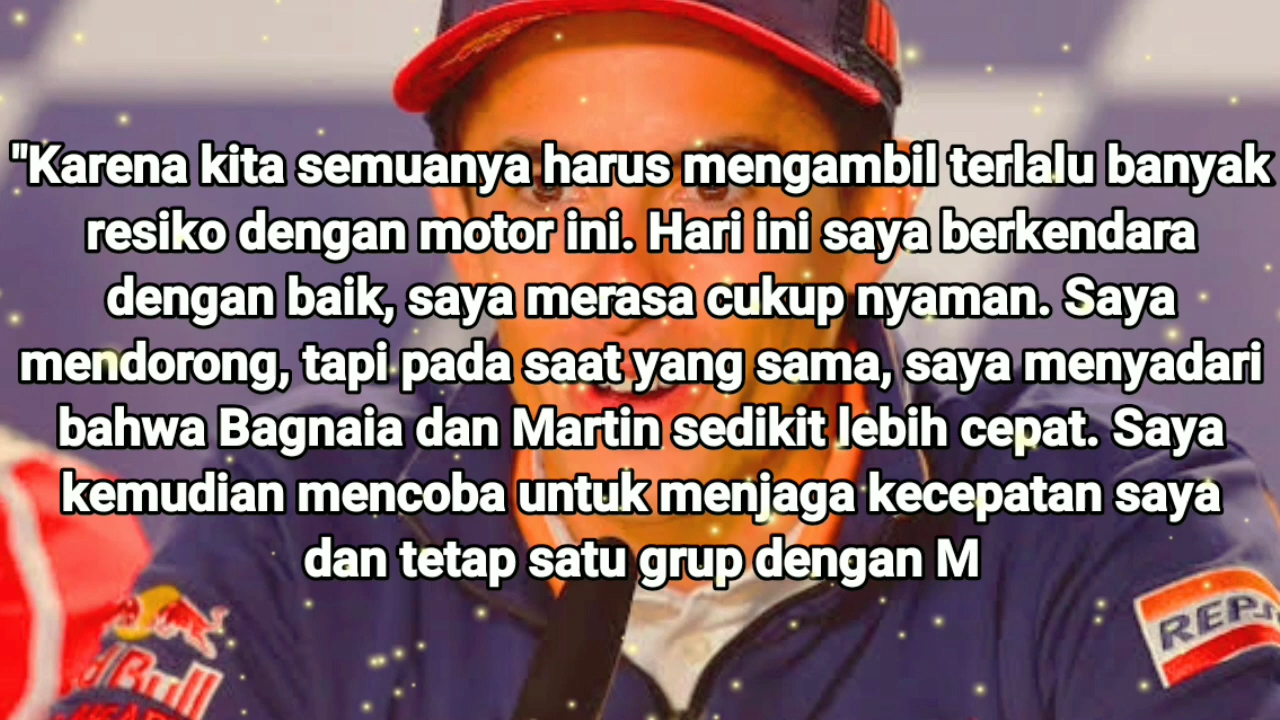 "Karena kita semuanya harus mengambil terlalu banyak
resiko dengan motor ini. Hari ini saya berkendara
dengan baik, saya merasa cukup nyaman. Saya
mendorong, tapi pada saat yang sama, saya menyadari
bahwa Bagnaia dan Martin sedikit lebih cepat. Saya
kemudian mencoba untuk menjaga kecepatan saya
dan tetap satu grup dengan M
Red Bull